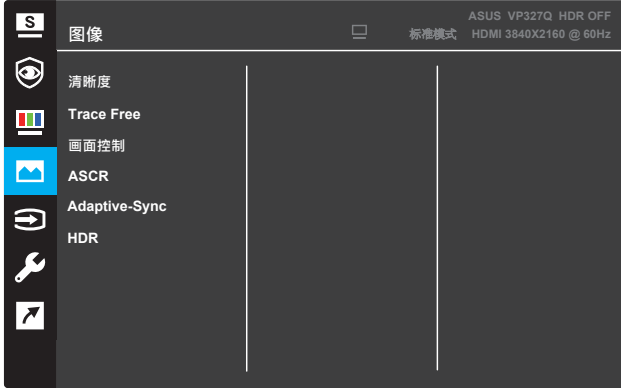 S
ASUS VP327Q HDR OFF
图像
标准模式 HDMI 3840X2160 @ 60Hz
清晰度
Trace Free
画面控制
ASCR
Adaptive-Sync
HDR